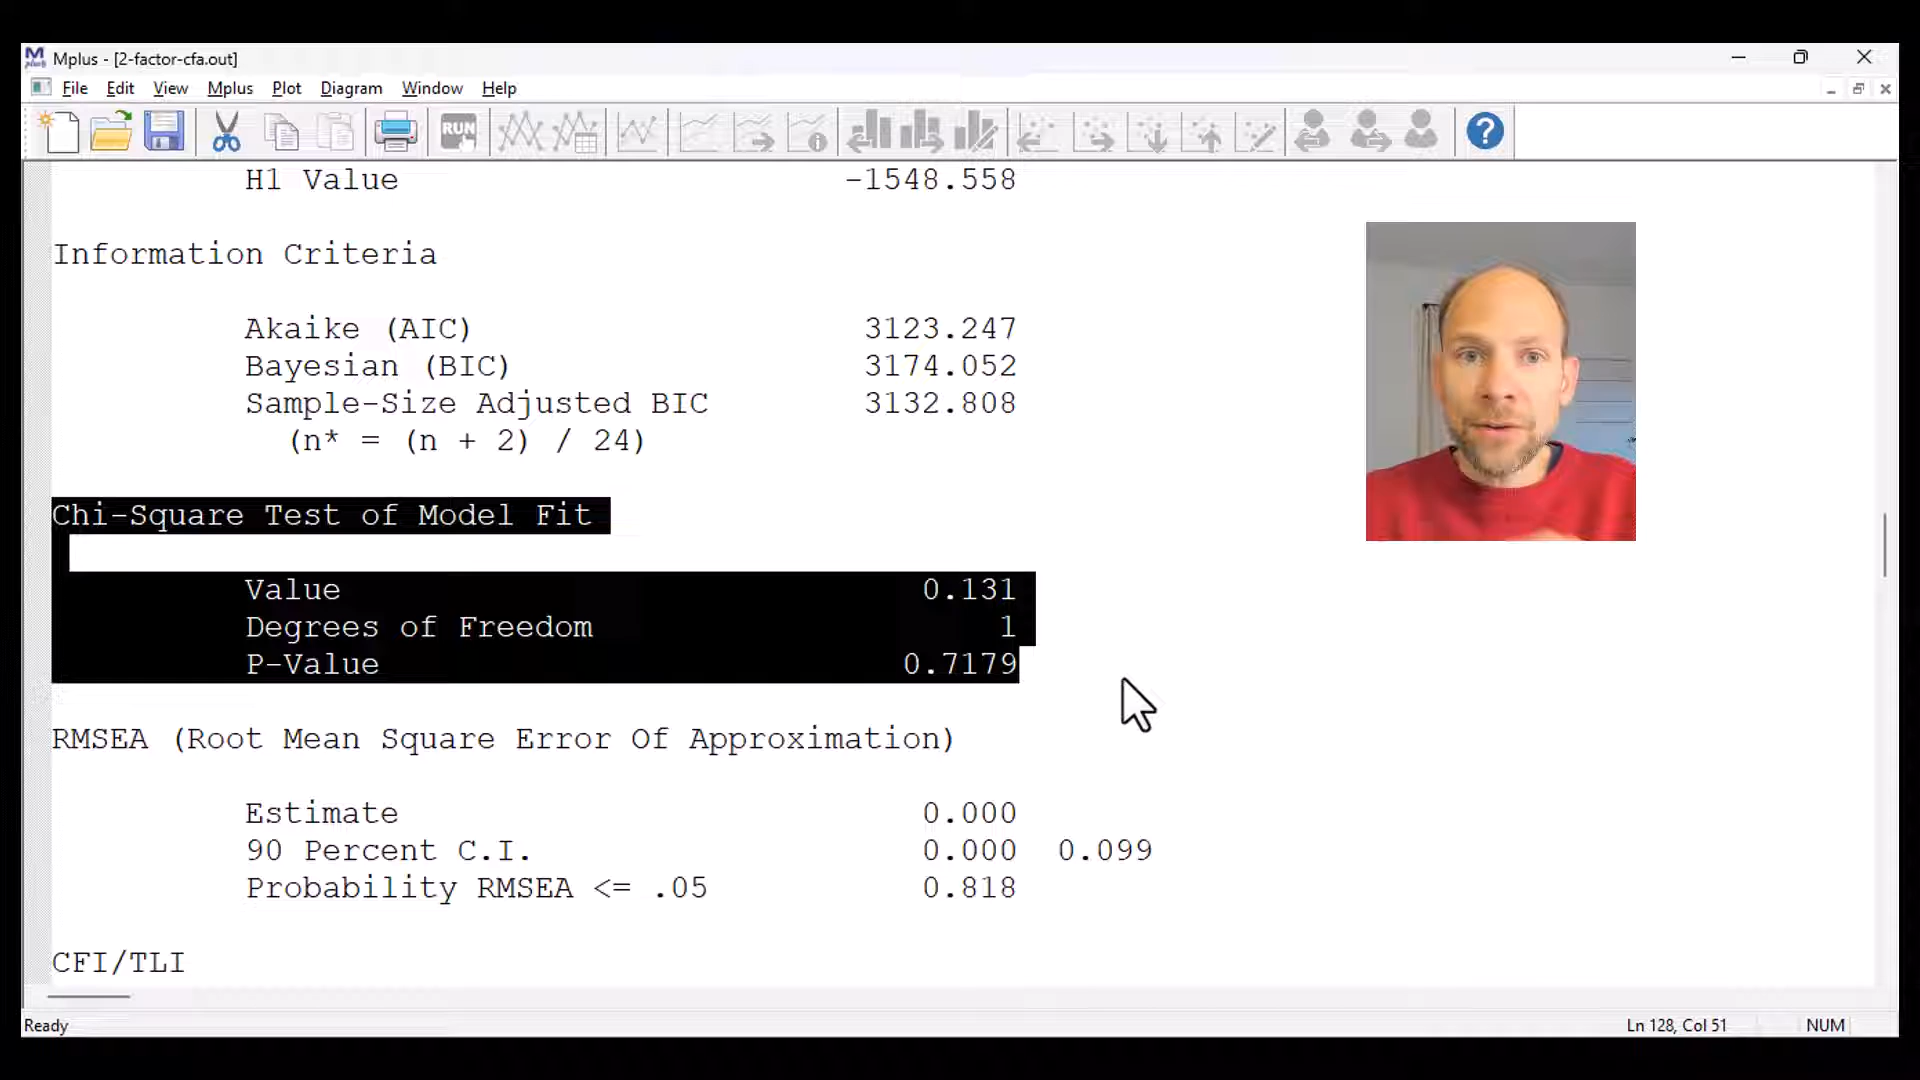 Mplus - [2-factor-cfa.out]
File Edit View Mplus Plot Diagram Window Help
RUN
H1 Value -1548.558
Information Criteria
Akaike (AIC) 3123.247
Bayesian (BIC) 3174.052
Sample-Size Adjusted BIC 3132.808
(n* = (n + 2) / 24)
Chi-Square Test of Model Fit
Value 0.131
Degrees of Freedom 1
P-Value 0.7179
RMSEA (Root Mean Square Error Of Approximation)
Estimate 0.000
90 Percent C.I. 0.000 0.099
Probability RMSEA <= .05 0.818
CFI/TLI
Ready Ln 128, Col 51 NUM